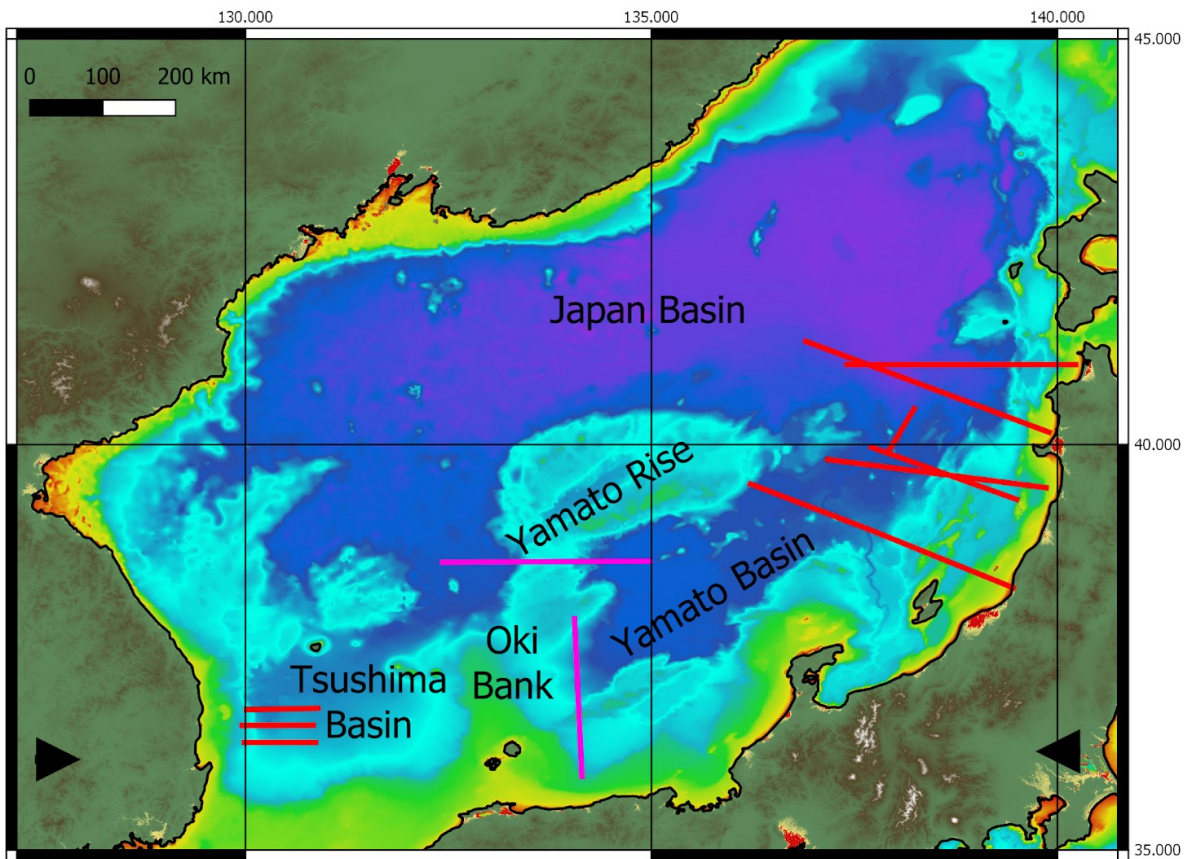 130.000 135.000 140.000
45.000
0 100 200 km
Japan Basin
40.000
Yamato Rise
Yamato Basin
Oki
Bank
Tsushima
Basin
35.000